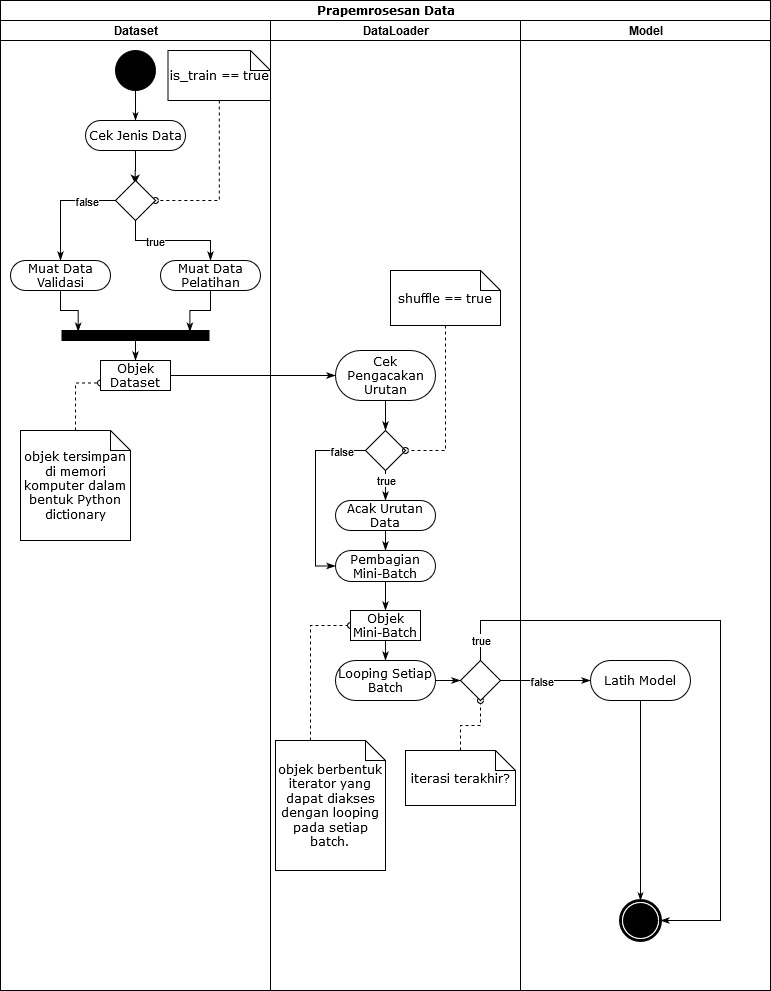 Prapemrosesan Data
Dataset
DataLoader
Model
is_train == true
Cek Jenis Data
false
true
Muat Data
Validasi
Muat Data
Pelatihan
shuffle == true
Objek
Dataset
Cek
Pengacakan
Urutan
objek tersimpan
di memori
komputer dalam
bentuk Python
dictionary
false
true
Acak Urutan
Data
Pembagian
Mini-Batch
Objek
Mini-Batch
true
Looping Setiap
Batch
false
Latih Model
objek berbentuk
iterator yang
dapat diakses
dengan looping
pada setiap
batch.
iterasi terakhir?